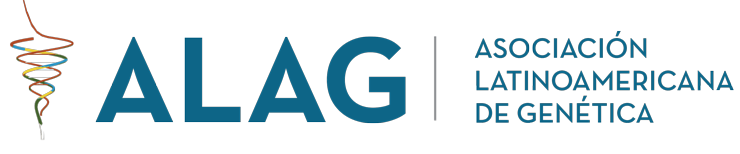 ALAG
ASOCIACIÓN
LATINOAMERICANA
DE GENÉTICA